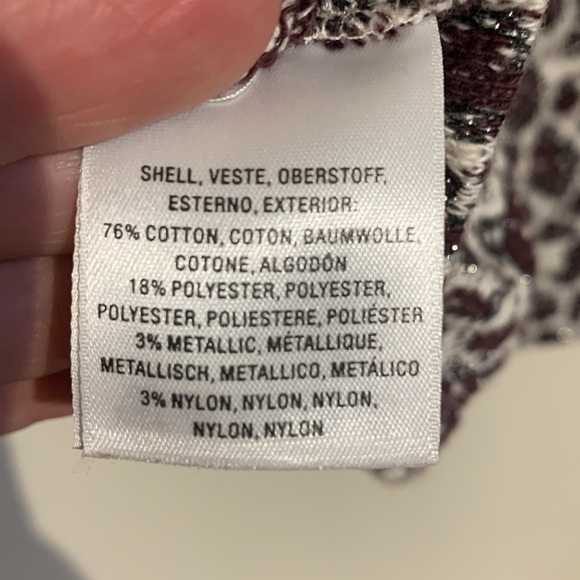 SHELL, VESTE, OBERSTOFF,
ESTERNO, EXTERIOR:
76% COTTON, COTON, BAUMWOLLE,
COTONE, ALGODÓN
18% POLYESTER, POLYESTER,
POLYESTER, POLIESTERE, POLIÉSTER
3% METALLIC, MÉTALLIQUE,
METALLISCH, METALLICO, METÁLICO
3% NYLON, NYLON, NYLON,
NYLON, NYLON